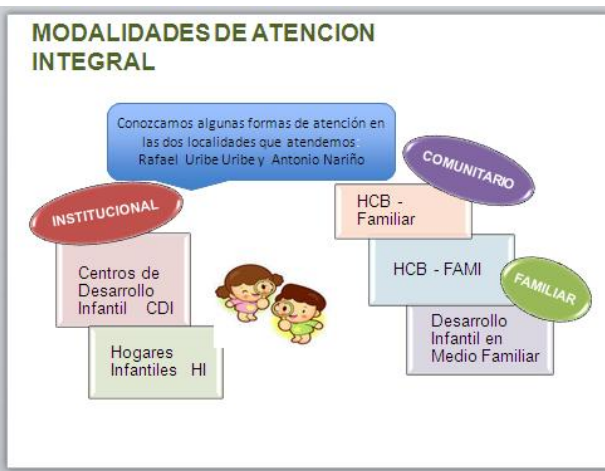 MODALIDADES DE ATENCION
INTEGRAL
Conozcamos algunas formas de atención en
las dos localidades que atendemos:
Rafael Uribe Uribe y Antonio Nariño
INSTITUCIONAL
Centros de
Desarrollo
Infantil CDI
Hogares
Infantiles HI
COMUNITARIO
HCB -
Familiar
HCB - FAMI
FAMILIAR
Desarrollo
Infantil en
Medio Familiar